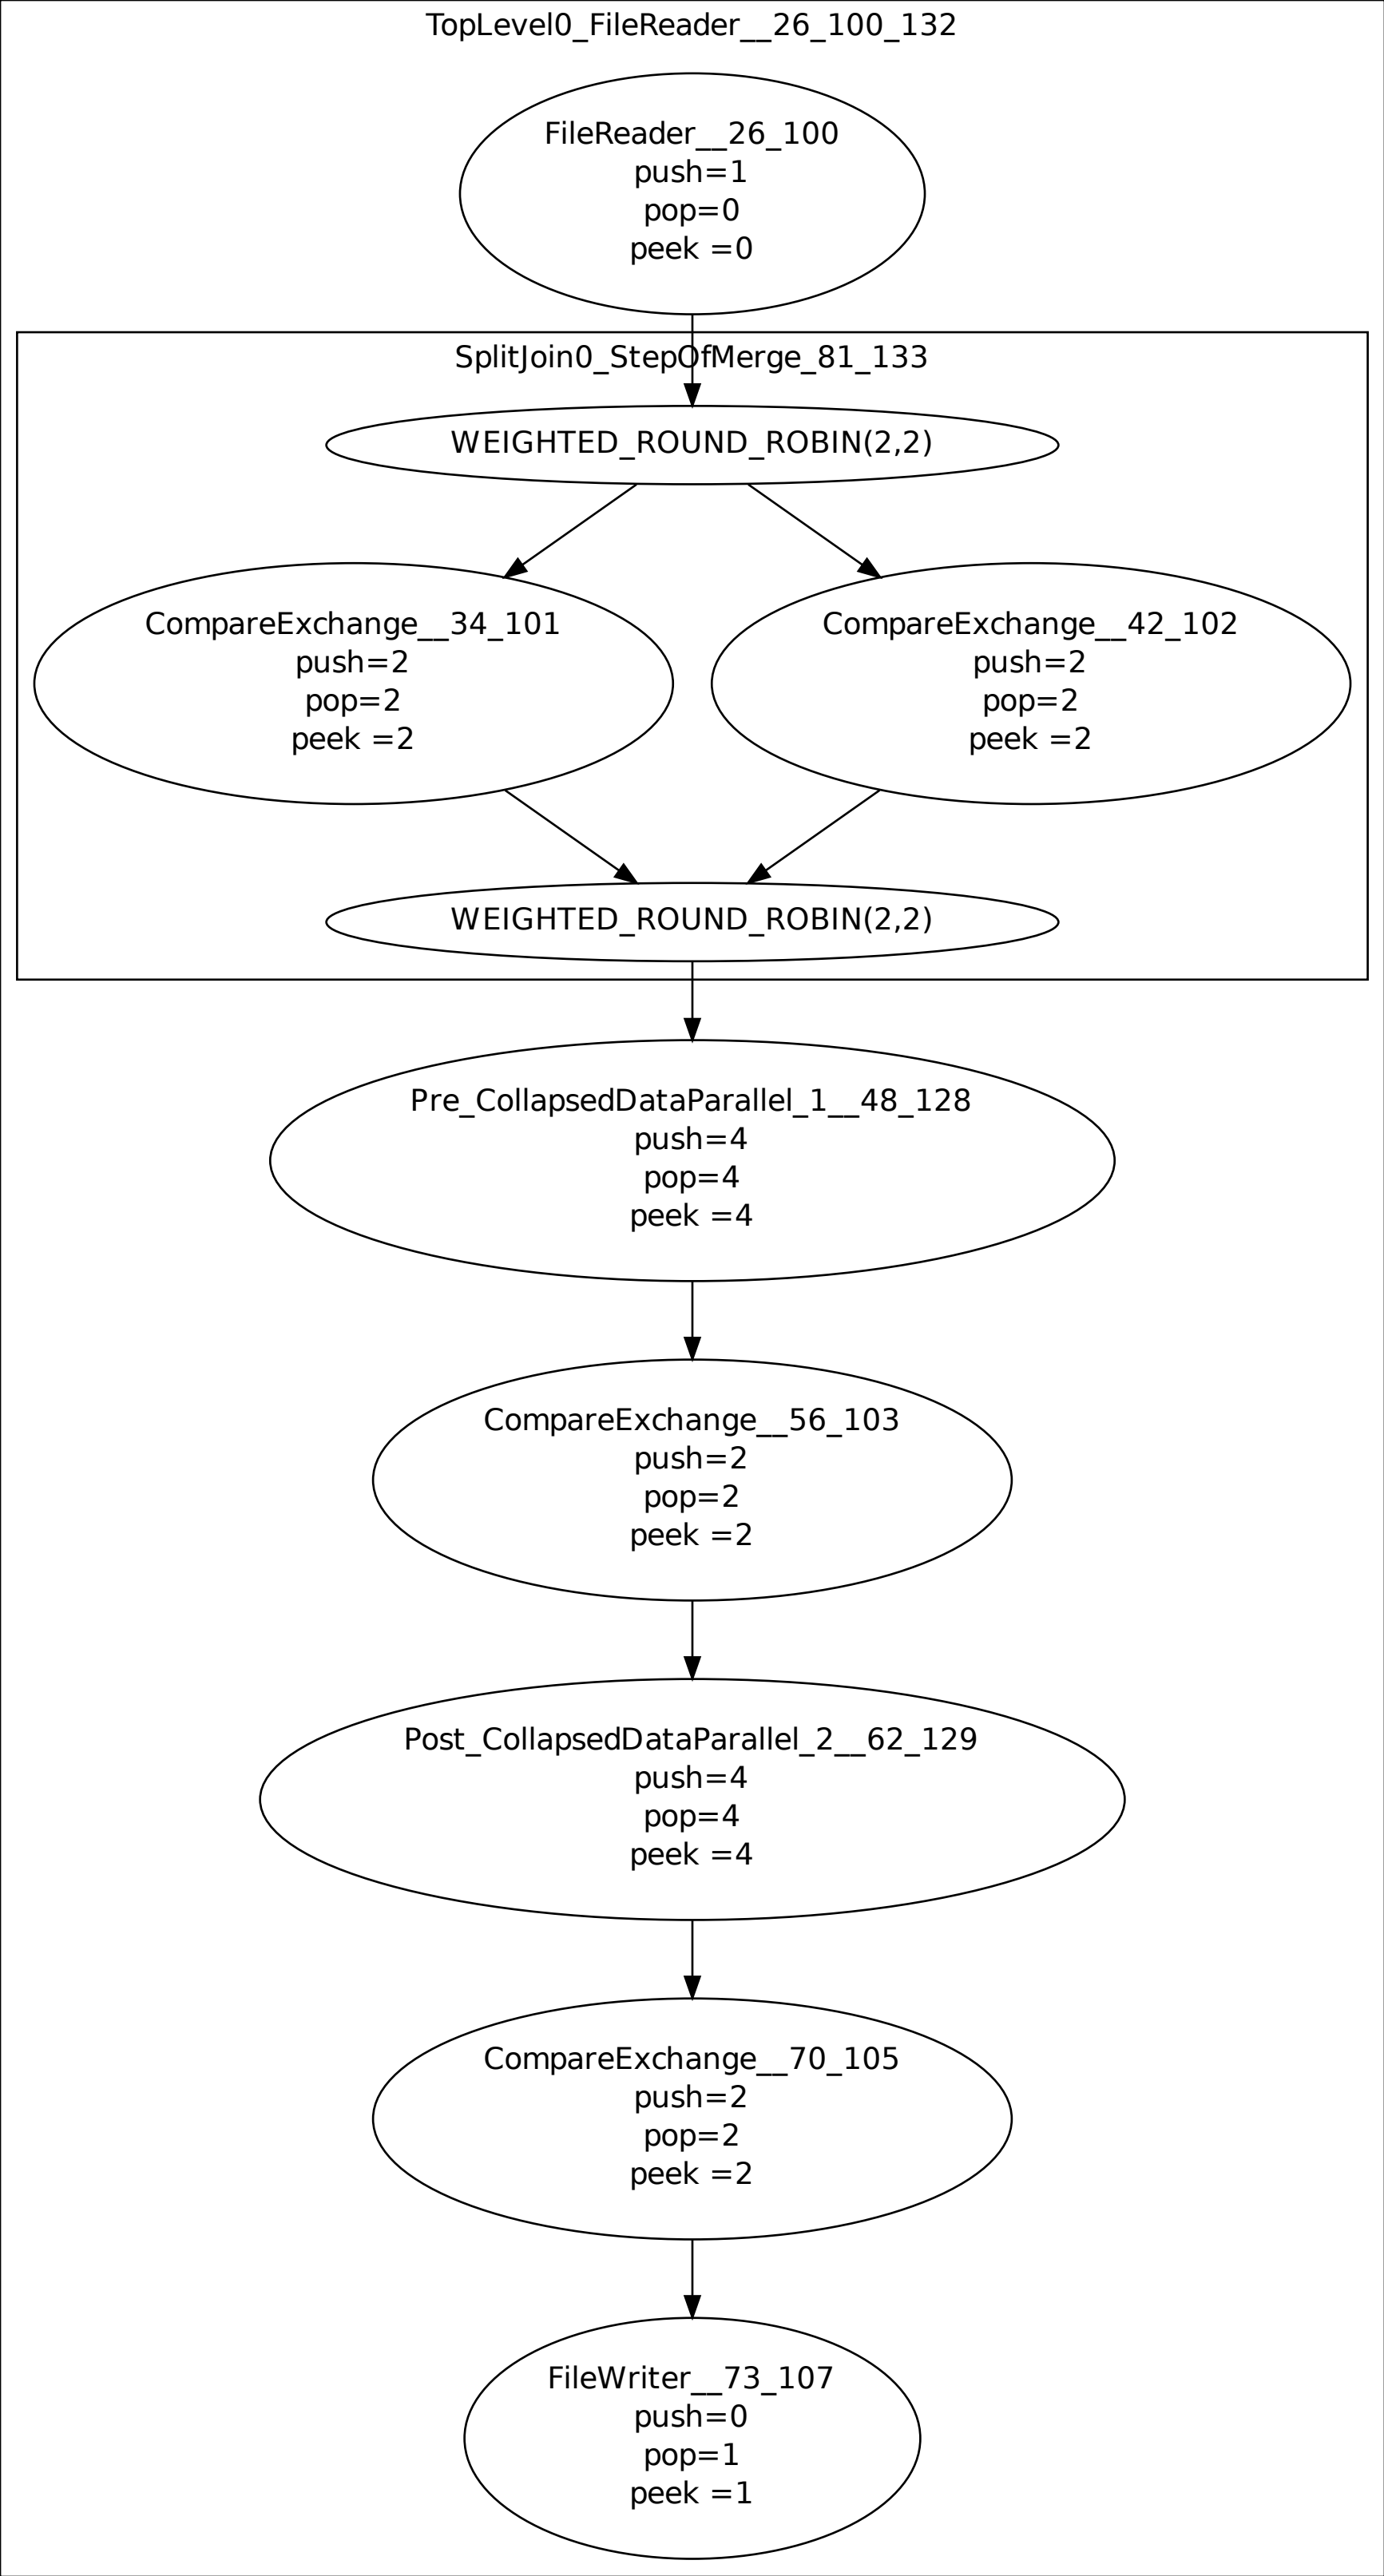 TopLevel0_FileReader__26_100_132
FileReader__26_100
push=1
pop=0
peek =0
SplitJoin0_StepOfMerge_81_133
WEIGHTED_ROUND_ROBIN(2,2)
CompareExchange__34_101
push=2
pop=2
peek =2
CompareExchange__42_102
push=2
pop=2
peek =2
WEIGHTED_ROUND_ROBIN(2,2)
Pre_CollapsedDataParallel_1__48_128
push=4
pop=4
peek =4
CompareExchange__56_103
push=2
pop=2
peek =2
Post_CollapsedDataParallel_2__62_129
push=4
pop=4
peek =4
CompareExchange__70_105
push=2
pop=2
peek =2
FileWriter__73_107
push=0
pop=1
peek =1